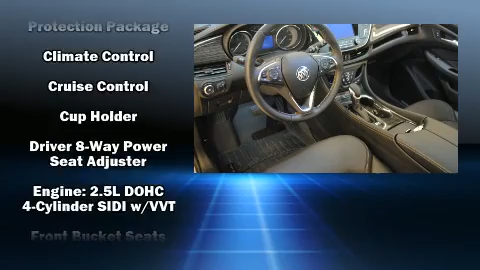 Protection Package
Climate Control
Cruise Control
Cup Holder
Driver 8-Way Power
Seat Adjuster
Engine: 2.5L DOHC
4-Cylinder SIDI w/VVT
Front Bucket Seats